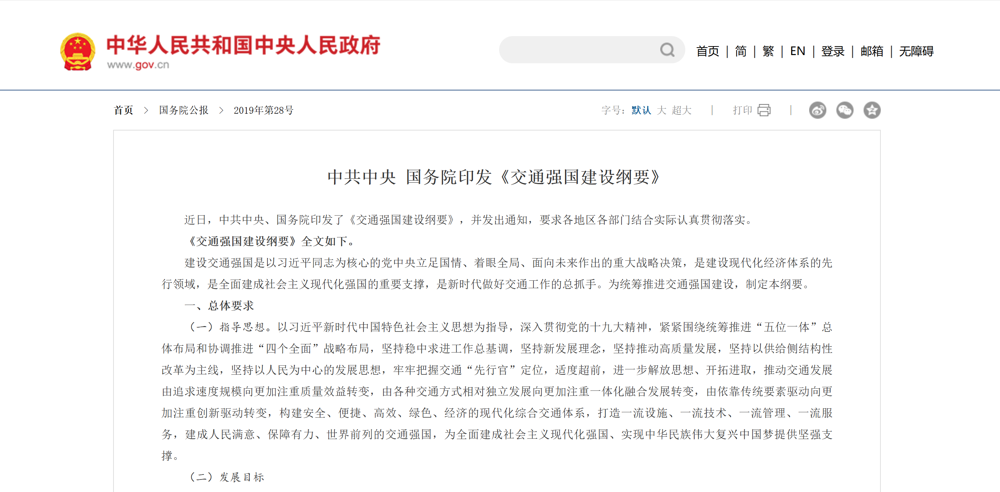 中华人民共和国中央人民政府
www.gov.cn
首页 | 简 | 繁 | EN | 登录 | 邮箱 | 无障碍
首页 > 国务院公报 > 2019年第28号
字号：默认 大 超大 | 打印 |
中共中央 国务院印发《交通强国建设纲要》
近日，中共中央、国务院印发了《交通强国建设纲要》，并发出通知，要求各地区各部门结合实际认真贯彻落实。
《交通强国建设纲要》全文如下。
建设交通强国是以习近平同志为核心的党中央立足国情、着眼全局、面向未来作出的重大战略决策，是建设现代化经济体系的先
行领域，是全面建成社会主义现代化强国的重要支撑，是新时代做好交通工作的总抓手。为统筹推进交通强国建设，制定本纲要。
一、总体要求
（一）指导思想。以习近平新时代中国特色社会主义思想为指导，深入贯彻党的十九大精神，紧紧围绕统筹推进“五位一体”总
体布局和协调推进“四个全面”战略布局，坚持稳中求进工作总基调，坚持新发展理念，坚持推动高质量发展，坚持以供给侧结构性
改革为主线，坚持以人民为中心的发展思想，牢牢把握交通“先行官”定位，适度超前，进一步解放思想、开拓进取，推动交通发展
由追求速度规模向更加注重质量效益转变，由各种交通方式相对独立发展向更加注重一体化融合发展转变，由依靠传统要素驱动向更
加注重创新驱动转变，构建安全、便捷、高效、绿色、经济的现代化综合交通体系，打造一流设施、一流技术、一流管理、一流服
务，建成人民满意、保障有力、世界前列的交通强国，为全面建成社会主义现代化强国、实现中华民族伟大复兴中国梦提供坚强支
撑。
（二）发展目标